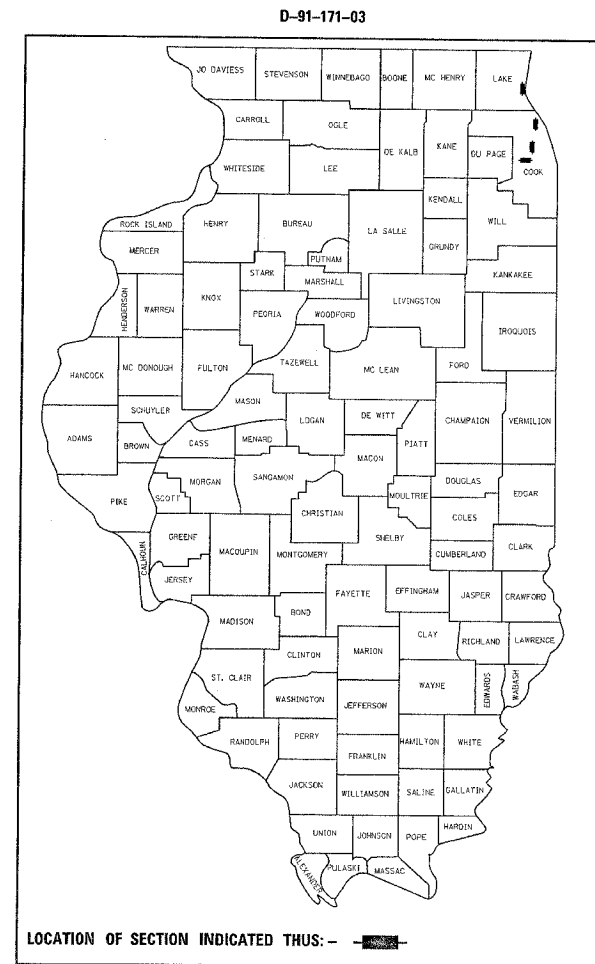 D-91-171-03
JO DAVIESS
STEVENSON
WINNEBAGO
BOONE
MC HENRY
LAKE
CARROLL
OGLE
DE KALB
KANE
DU PAGE
COOK
WHITESIDE
LEE
KENDALL
WILL
ROCK ISLAND
HENRY
BUREAU
LA SALLE
GRUNDY
MERCER
PUTNAM
KANKAKEE
STARK
MARSHALL
HENDERSON
WARREN
KNOX
PEORIA
WOODFORD
LIVINGSTON
IROQUOIS
HANCOCK
MC DONOUGH
FULTON
TAZEWELL
MC LEAN
FORD
SCHUYLER
MASON
LOGAN
DE WITT
CHAMPAIGN
VERMILION
ADAMS
BROWN
CASS
MENARD
MACON
PIATT
PIKE
SCOTT
MORGAN
SANGAMON
MOULTRIE
DOUGLAS
EDGAR
CHRISTIAN
COLES
CALHOUN
GREENE
MACOUPIN
MONTGOMERY
SHELBY
CUMBERLAND
CLARK
JERSEY
FAYETTE
EFFINGHAM
JASPER
CRAWFORD
MADISON
BOND
CLAY
RICHLAND
LAWRENCE
CLINTON
MARION
ST. CLAIR
WAYNE
EDWARDS
WABASH
MONROE
WASHINGTON
JEFFERSON
RANDOLPH
PERRY
HAMILTON
WHITE
FRANKLIN
JACKSON
WILLIAMSON
SALINE
GALLATIN
UNION
JOHNSON
POPE
HARDIN
ALEXANDER
PULASKI
MASSAC
LOCATION OF SECTION INDICATED THUS: -